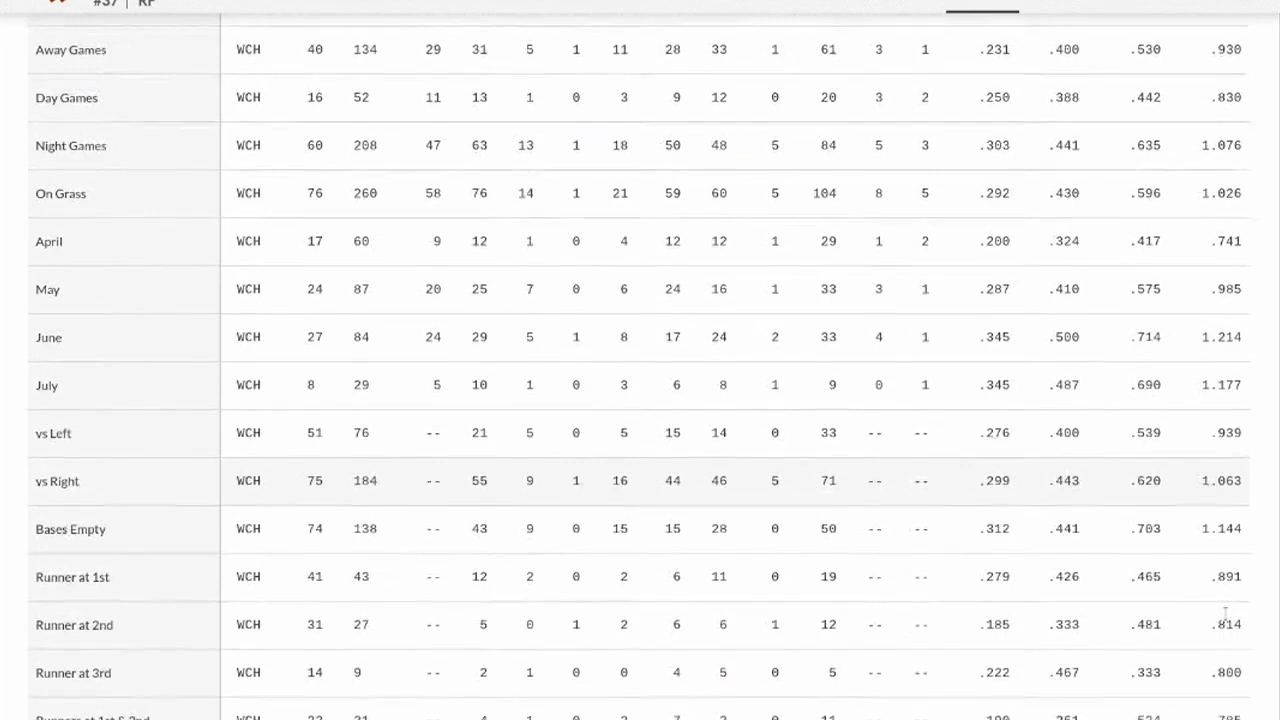 #37 | RF
Away Games WCH 40 134 29 31 5 1 11 28 33 1 61 3 1 .231 .400 .530 .930
Day Games WCH 16 52 11 13 1 0 3 9 12 0 20 3 2 .250 .388 .442 .830
Night Games WCH 60 208 47 63 13 1 18 50 48 5 84 5 3 .303 .441 .635 1.076
On Grass WCH 76 260 58 76 14 1 21 59 60 5 104 8 5 .292 .430 .596 1.026
April WCH 17 60 9 12 1 0 4 12 12 1 29 1 2 .200 .324 .417 .741
May WCH 24 87 20 25 7 0 6 24 16 1 33 3 1 .287 .410 .575 .985
June WCH 27 84 24 29 5 1 8 17 24 2 33 4 1 .345 .500 .714 1.214
July WCH 8 29 5 10 1 0 3 6 8 1 9 0 1 .345 .487 .690 1.177
vs Left WCH 51 76 -- 21 5 0 5 15 14 0 33 -- -- .276 .400 .539 .939
vs Right WCH 75 184 -- 55 9 1 16 44 46 5 71 -- -- .299 .443 .620 1.063
Bases Empty WCH 74 138 -- 43 9 0 15 15 28 0 50 -- -- .312 .441 .703 1.144
Runner at 1st WCH 41 43 -- 12 2 0 2 6 11 0 19 -- -- .279 .426 .465 .891
Runner at 2nd WCH 31 27 -- 5 0 1 2 6 6 1 12 -- -- .185 .333 .481 .814
Runner at 3rd WCH 14 9 -- 2 1 0 0 4 5 0 5 -- -- .222 .467 .333 .800
Runners at 1st & 2nd WCH